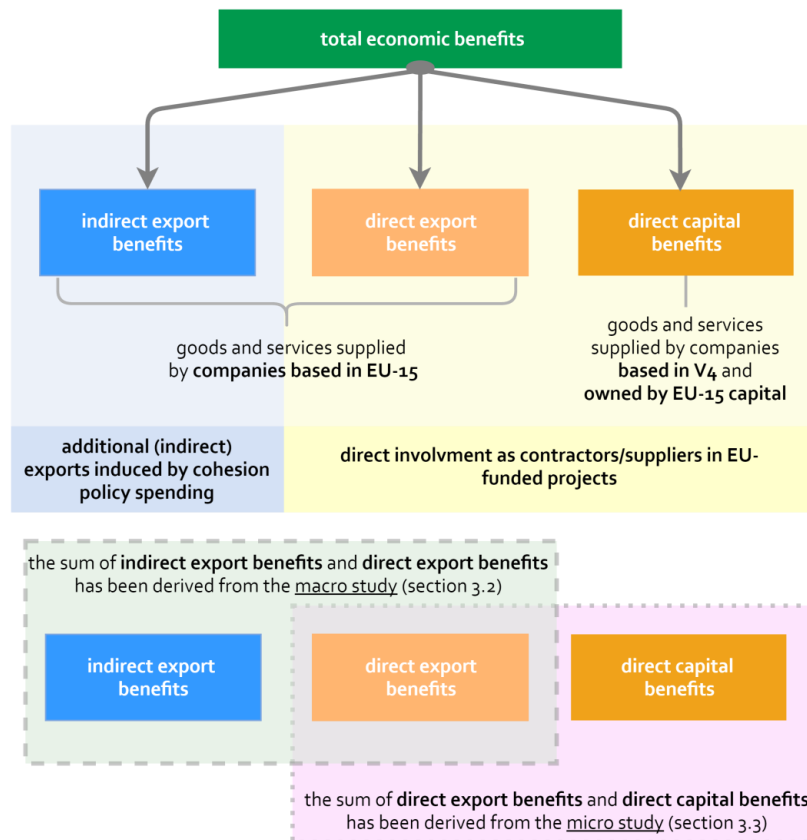 total economic benefits
indirect export
benefits
direct export
benefits
direct capital
benefits
goods and services supplied
by companies based in EU-15
goods and services
supplied by companies
based in V4 and
owned by EU-15 capital
additional (indirect)
exports induced by cohesion
policy spending
direct involvment as contractors/suppliers in EU-
funded projects
the sum of indirect export benefits and direct export benefits
has been derived from the macro study (section 3.2)
indirect export
benefits
direct export
benefits
direct capital
benefits
the sum of direct export benefits and direct capital benefits
has been derived from the micro study (section 3.3)